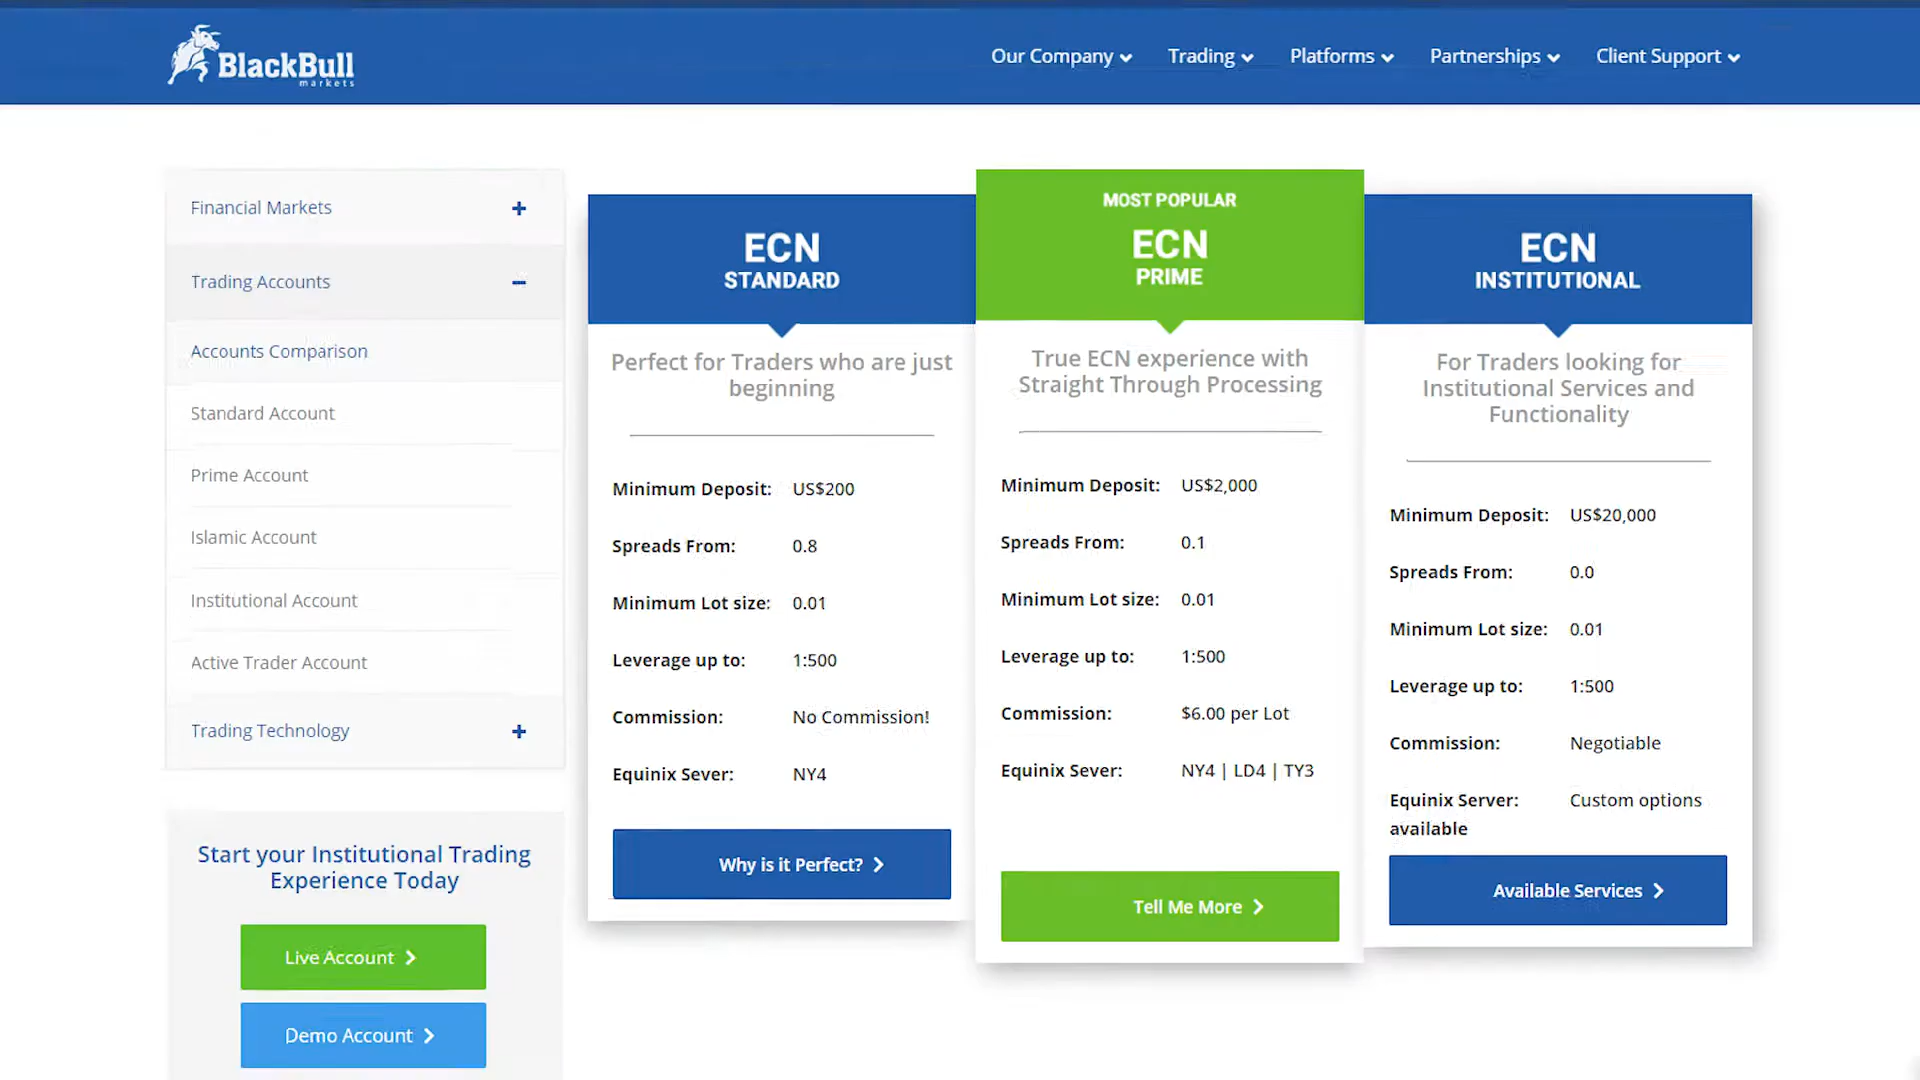 BlackBull
markets
Our Company
Trading
Platforms
Partnerships
Client Support
Financial Markets
Trading Accounts
Accounts Comparison
Standard Account
Prime Account
Islamic Account
Institutional Account
Active Trader Account
Trading Technology
Start your Institutional Trading
Experience Today
Live Account
Demo Account
ECN
STANDARD
Perfect for Traders who are just
beginning
Minimum Deposit: US$200
Spreads From: 0.8
Minimum Lot size: 0.01
Leverage up to: 1:500
Commission: No Commission!
Equinix Sever: NY4
Why is it Perfect?
MOST POPULAR
ECN
PRIME
True ECN experience with
Straight Through Processing
Minimum Deposit: US$2,000
Spreads From: 0.1
Minimum Lot size: 0.01
Leverage up to: 1:500
Commission: $6.00 per Lot
Equinix Sever: NY4 | LD4 | TY3
Tell Me More
ECN
INSTITUTIONAL
For Traders looking for
Institutional Services and
Functionality
Minimum Deposit: US$20,000
Spreads From: 0.0
Minimum Lot size: 0.01
Leverage up to: 1:500
Commission: Negotiable
Equinix Server: Custom options
available
Available Services